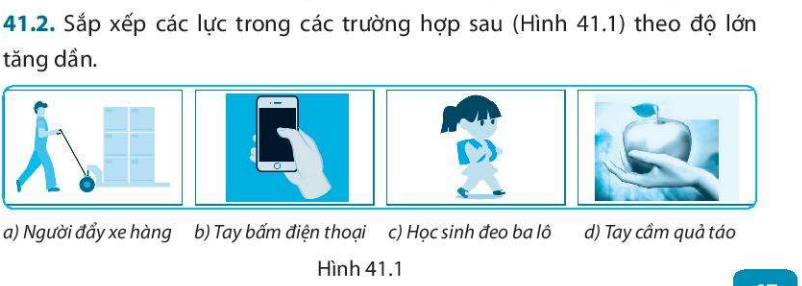 41.2. Sắp xếp các lực trong các trường hợp sau (Hình 41.1) theo độ lớn
tăng dần.
a) Người đẩy xe hàng b) Tay bấm điện thoại c) Học sinh đeo ba lô d) Tay cầm quả táo
Hình 41.1